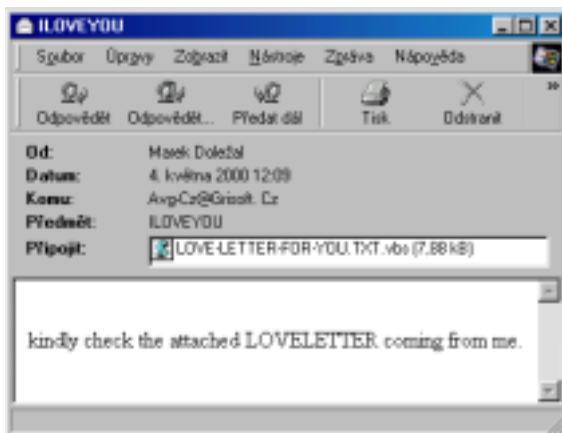 ILOVEYOU
Soubor Úpravy Zobrazit Nástroje Zpráva Nápověda
Odpovědět Odpovědět... Předat dál Tisk Odstranit
Od: Marek Doležal
Datum: 4. května 2000 12:09
Komu: Avg-Cz@Grisoft. Cz
Předmět: ILOVEYOU
Připojit: LOVE-LETTER-FOR-YOU.TXT.vbs (7,88 kB)
kindly check the attached LOVELETTER coming from me.